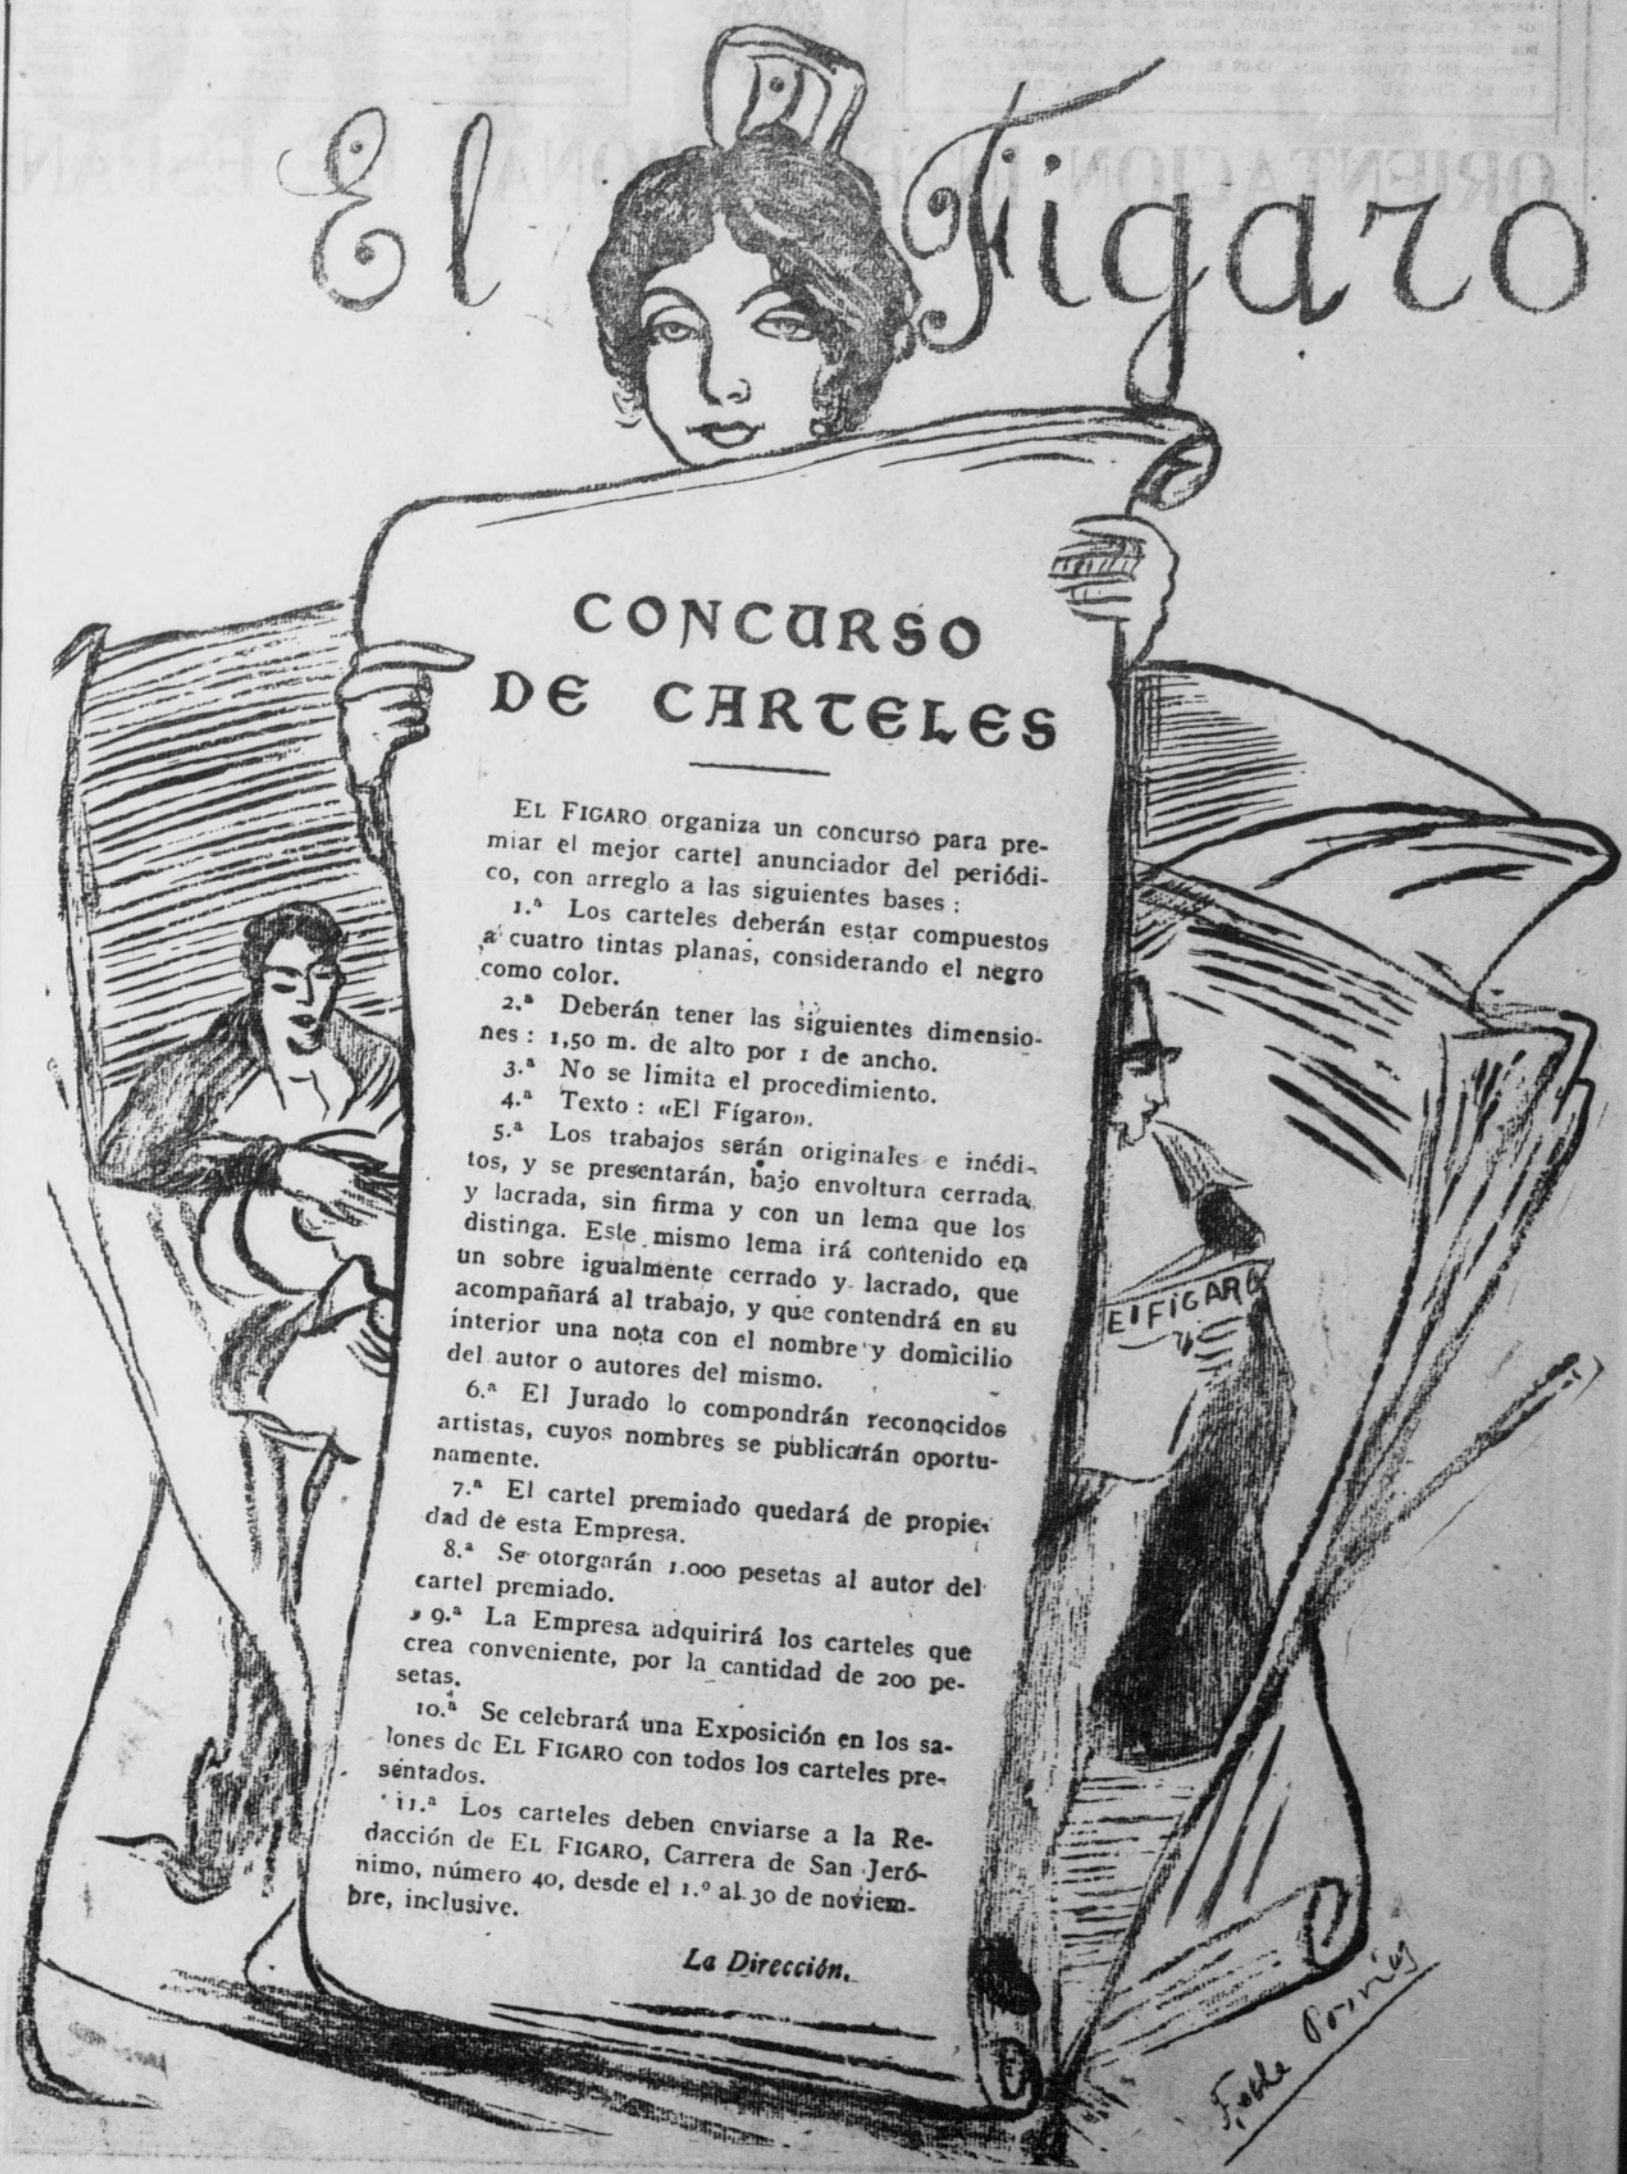 El Figaro
CONCURSO
DE CARTELES
EL FIGARO organiza un concurso para pre-
miar el mejor cartel anunciador del periódi-
co, con arreglo a las siguientes bases :
1.ª Los carteles deberán estar compuestos
a cuatro tintas planas, considerando el negro
como color.
2.ª Deberán tener las siguientes dimensio-
nes : 1,50 m. de alto por 1 de ancho.
3.ª No se limita el procedimiento.
4.ª Texto : «El Fígaro».
5.ª Los trabajos serán originales e inédi-
tos, y se presentarán, bajo envoltura cerrada
y lacrada, sin firma y con un lema que los
distinga. Este mismo lema irá contenido en
un sobre igualmente cerrado y lacrado, que
acompañará al trabajo, y que contendrá en su
interior una nota con el nombre y domicilio
del autor o autores del mismo.
6.ª El Jurado lo compondrán reconocidos
artistas, cuyos nombres se publicarán oportu-
namente.
7.ª El cartel premiado quedará de propie-
dad de esta Empresa.
8.ª Se otorgarán 1.000 pesetas al autor del
cartel premiado.
9.ª La Empresa adquirirá los carteles que
crea conveniente, por la cantidad de 200 pe-
setas.
10.ª Se celebrará una Exposición en los sa-
lones de EL FIGARO con todos los carteles pre-
sentados.
11.ª Los carteles deben enviarse a la Re-
dacción de EL FIGARO, Carrera de San Jeró-
nimo, número 40, desde el 1.º al 30 de noviem-
bre, inclusive.
La Dirección.
El FiGARO